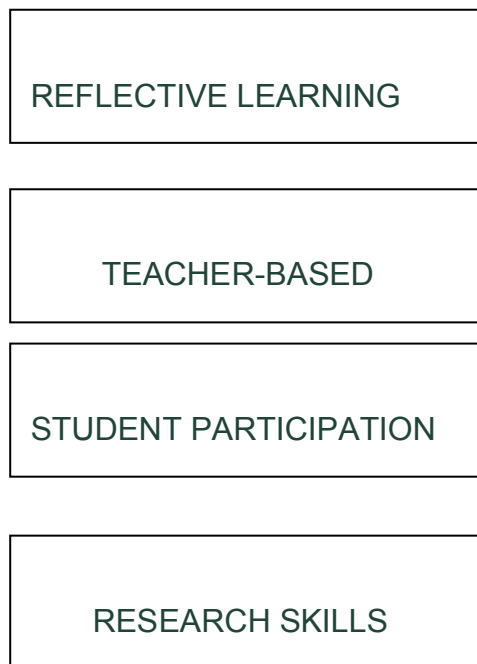 REFLECTIVE LEARNING
TEACHER-BASED
STUDENT PARTICIPATION
RESEARCH SKILLS